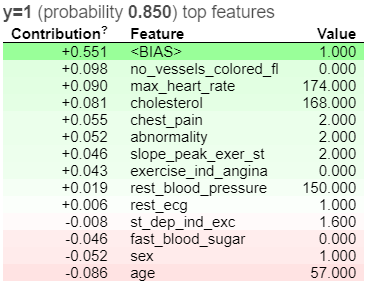 y=1 (probability 0.850) top features
Contribution? Feature Value
+0.551 <BIAS> 1.000
+0.098 no_vessels_colored_fl 0.000
+0.090 max_heart_rate 174.000
+0.081 cholesterol 168.000
+0.055 chest_pain 2.000
+0.052 abnormality 2.000
+0.046 slope_peak_exer_st 2.000
+0.043 exercise_ind_angina 0.000
+0.019 rest_blood_pressure 150.000
+0.006 rest_ecg 1.000
-0.008 st_dep_ind_exc 1.600
-0.046 fast_blood_sugar 0.000
-0.052 sex 1.000
-0.086 age 57.000